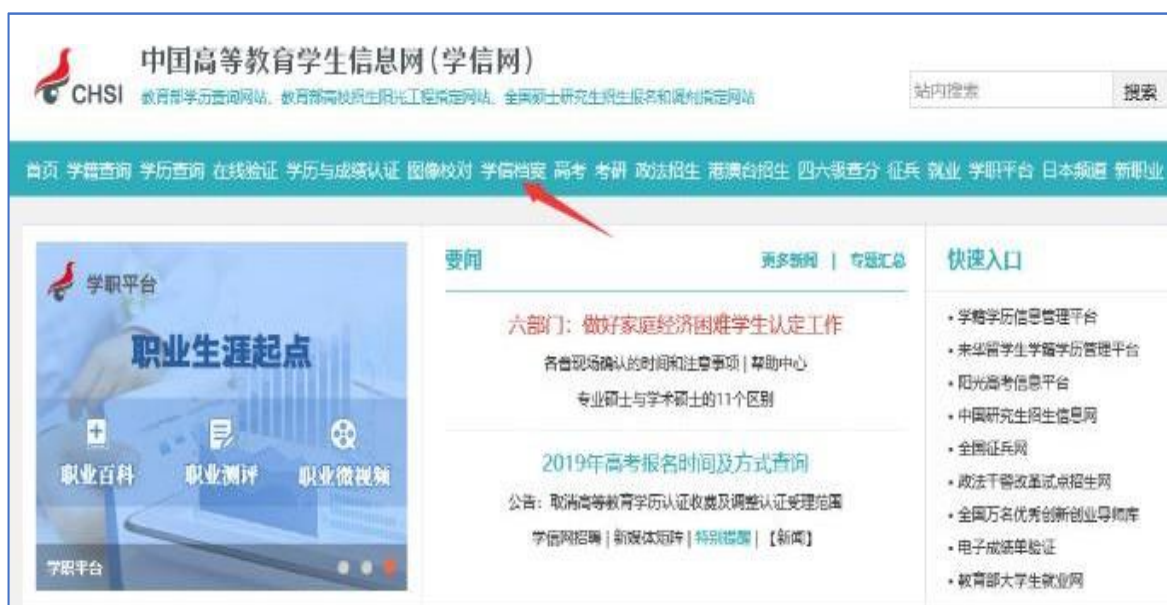 中国高等教育学生信息网(学信网)
CHSI
教育部学历查询网站、教育部高校招生阳光工程指定网站、全国硕士研究生招生报名和调剂指定网站
站内搜索
搜索
首页 学籍查询 学历查询 在线验证 学历与成绩认证 图像校对 学信档案 高考 考研 政法招生 港澳台招生 四六级查分 征兵 就业 学职平台 日本频道 新职业
学职平台
职业生涯起点
职业百科 职业测评 职业微视频
学职平台
要闻
更多新闻 | 专题汇总
六部门：做好家庭经济困难学生认定工作
各省现场确认的时间和注意事项 | 帮助中心
专业硕士与学术硕士的11个区别
2019年高考报名时间及方式查询
公告：取消高等教育学历认证收费及调整认证受理范围
学信网招聘 | 新媒体矩阵 | 特别提醒 | 【新闻】
快速入口
• 学籍学历信息管理平台
• 来华留学生学籍学历管理平台
• 阳光高考信息平台
• 中国研究生招生信息网
• 全国征兵网
• 政法干警改革试点招生网
• 全国万名优秀创新创业导师库
• 电子成绩单验证
• 教育部大学生就业网